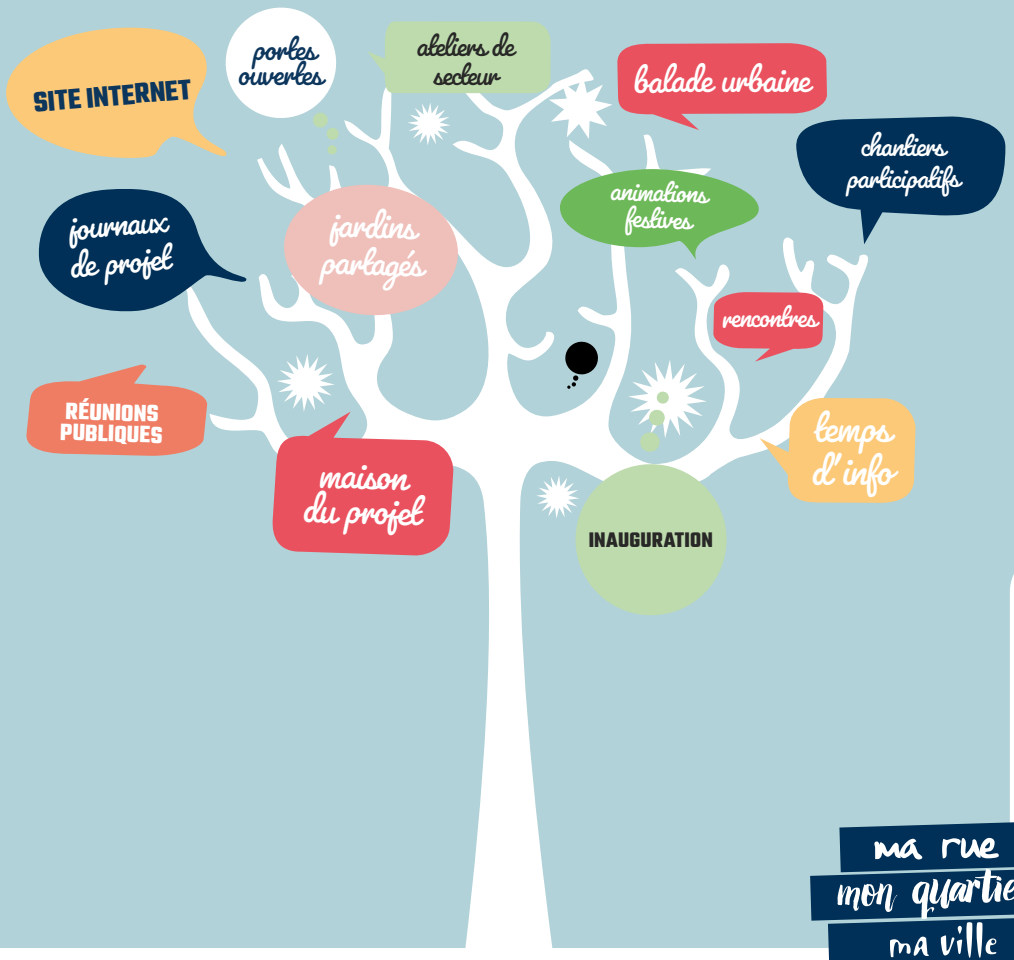 SITE INTERNET
portes
ouvertes
ateliers de
secteur
balade urbaine
chantiers
participatifs
journaux
de projet
jardins
partagés
animations
festives
rencontres
RÉUNIONS
PUBLIQUES
maison
du projet
temps
d'info
INAUGURATION
ma rue
mon quartie
ma ville